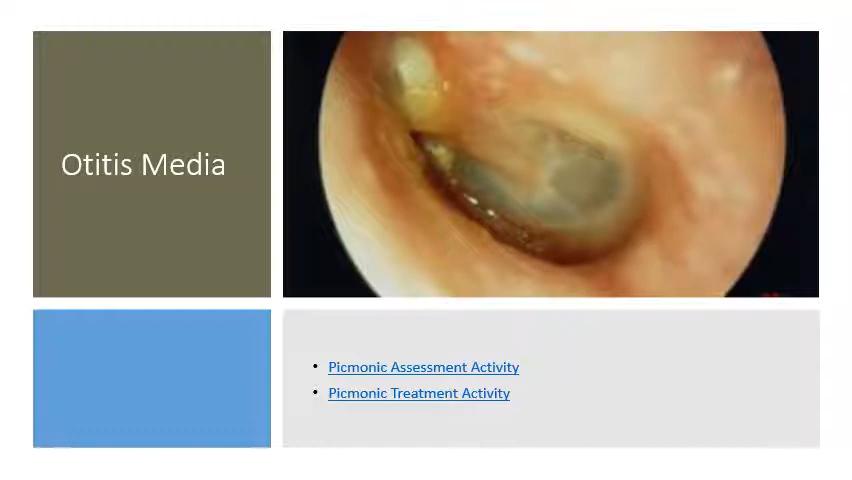 Otitis Media
• Picmonic Assessment Activity
• Picmonic Treatment Activity